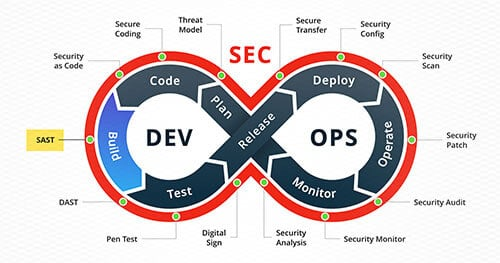 Secure
Coding
Threat
Model
Secure
Transfer
Security
Config
SEC
Security
as Code
Security
Scan
Code
Plan
Deploy
SAST
Build
DEV
Release
OPS
Operate
Security
Patch
Test
Monitor
DAST
Security Audit
Pen Test
Digital
Sign
Security
Analysis
Security Monitor